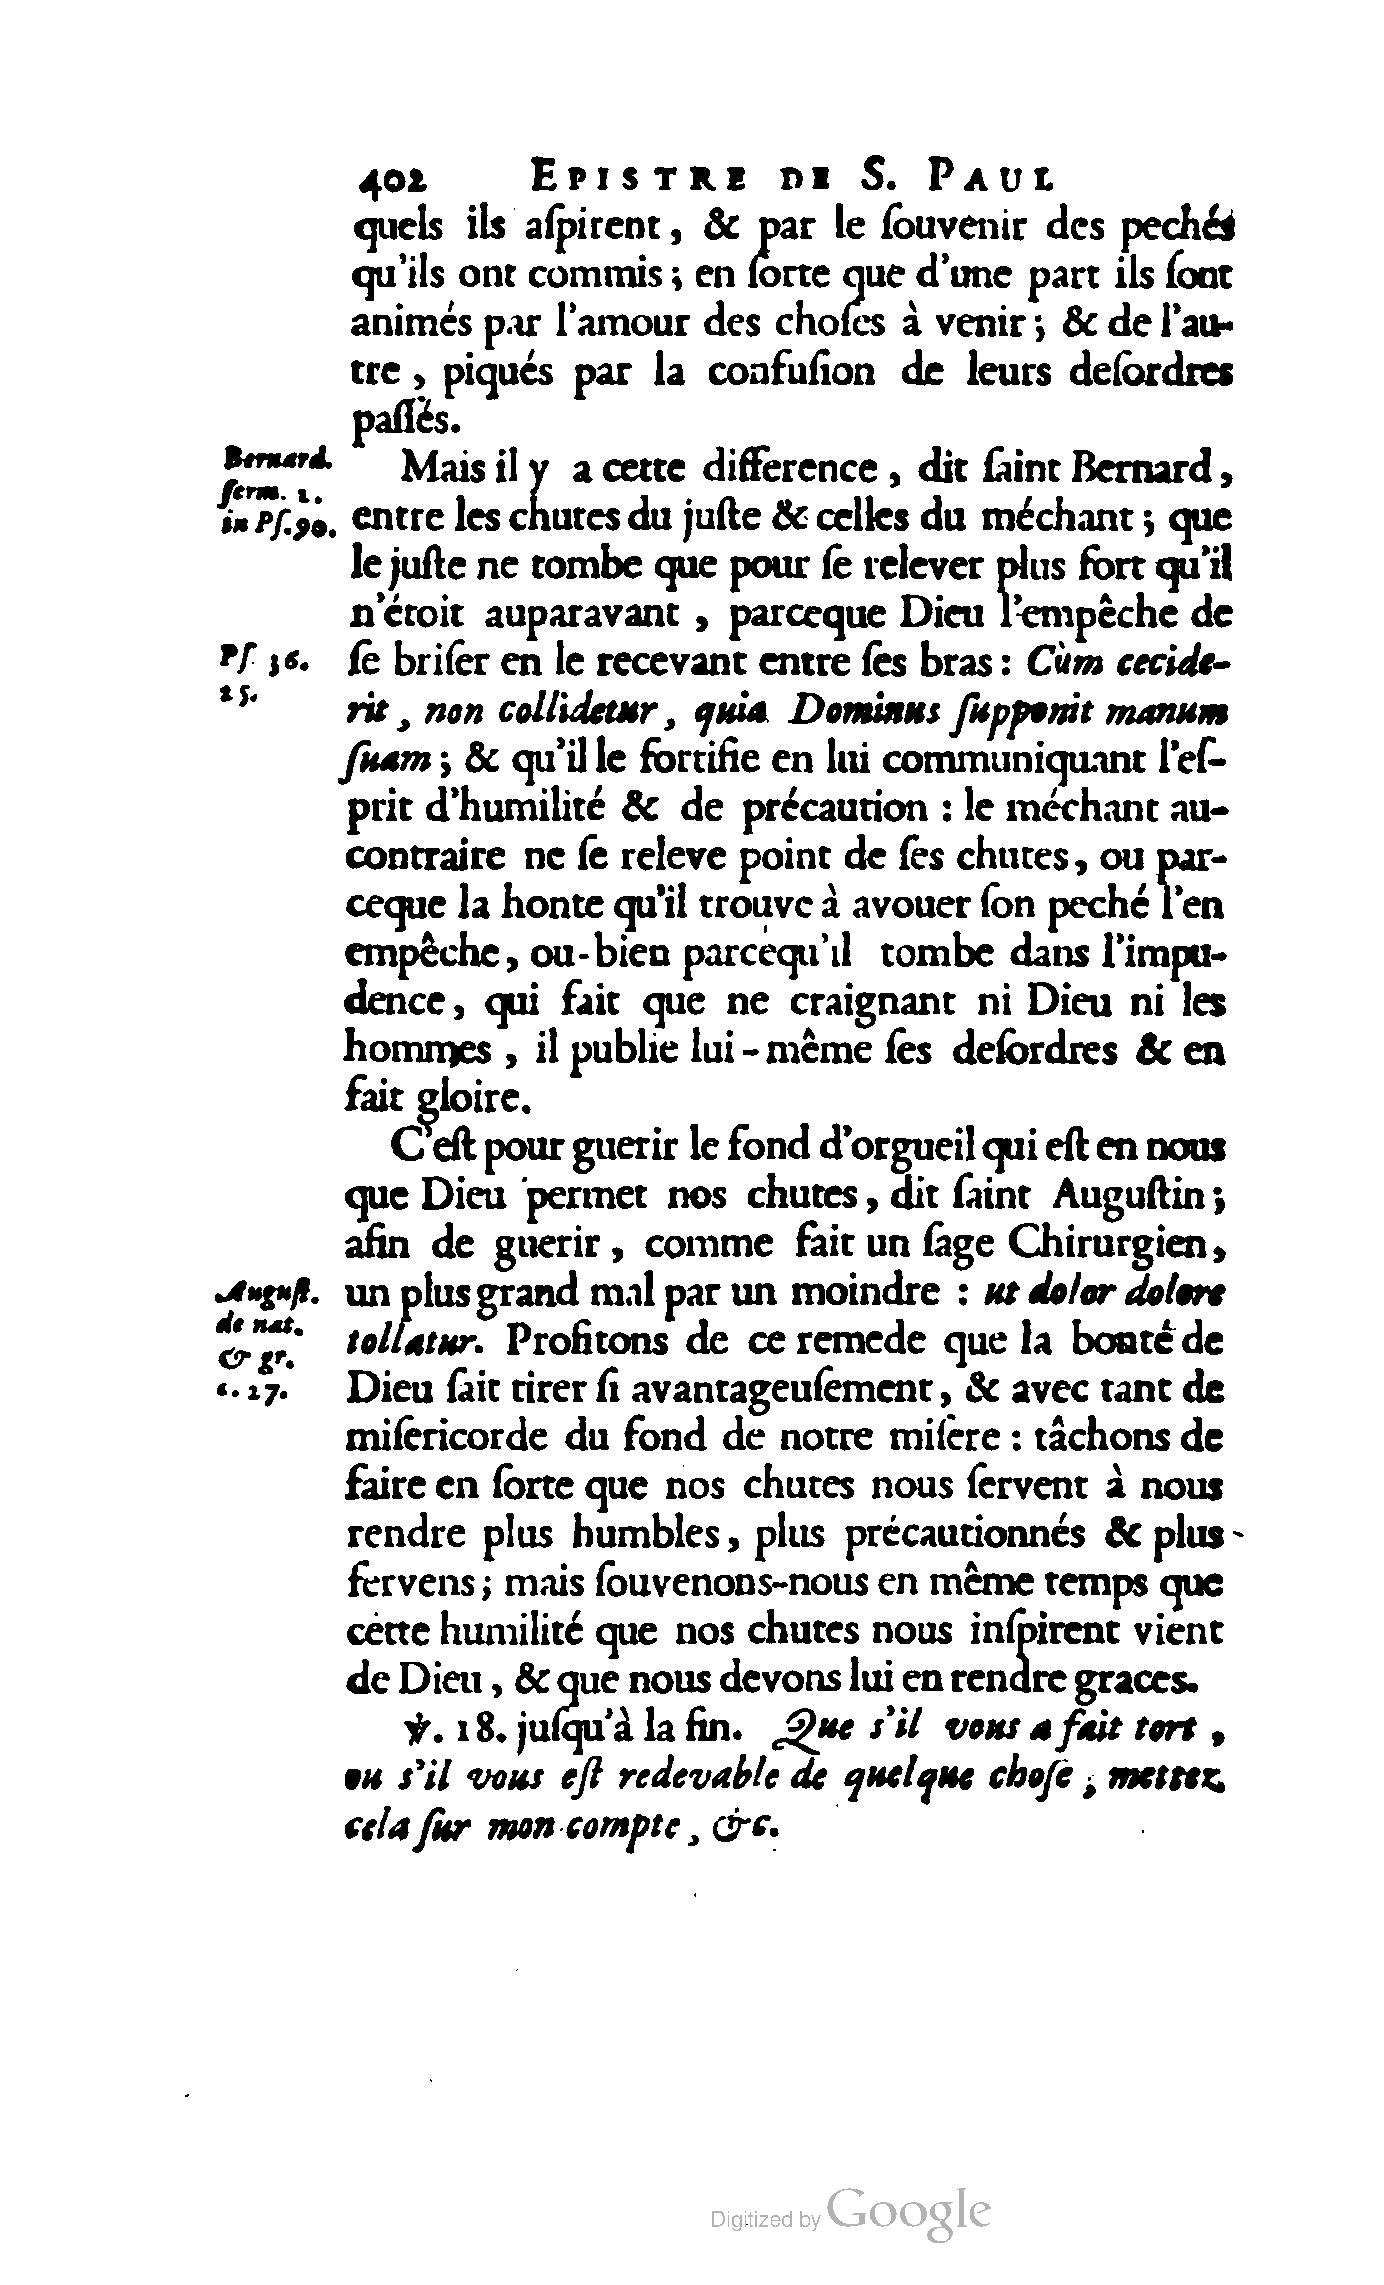 402 EPISTRE DE S. PAUL
quels ils aſpirent, & par le ſouvenir des pechés
qu'ils ont commis; en ſorte que d'une part ils ſont
animés par l'amour des choſes à venir; & de l'au-
tre, piqués par la confuſion de leurs deſordres
paſſés.
Bernard.
ſerm. 2.
in Pſ. 90.
Mais il y a cette difference, dit ſaint Bernard,
entre les chutes du juſte & celles du méchant; que
le juſte ne tombe que pour ſe relever plus fort qu'il
n'étoit auparavant, parceque Dieu l'empêche de
Pſ 36.
25.
ſe briſer en le recevant entre ſes bras: Cùm cecide-
rit, non collidetur, quia Dominus ſupponit manum
ſuam; & qu'il le fortifie en lui communiquant l'eſ-
prit d'humilité & de précaution: le méchant au-
contraire ne ſe releve point de ſes chutes, ou par-
ceque la honte qu'il trouve à avouer ſon peché l'en
empêche, ou-bien parcequ'il tombe dans l'impu-
dence, qui fait que ne craignant ni Dieu ni les
hommes, il publie lui-même ſes deſordres & en
fait gloire.
C'eſt pour guerir le fond d'orgueil qui eſt en nous
que Dieu permet nos chutes, dit ſaint Auguſtin;
afin de guerir, comme fait un ſage Chirurgien,
Auguſt.
de nat.
& gr.
c. 27.
un plus grand mal par un moindre: ut dolor dolore
tollatur. Profitons de ce remede que la bonté de
Dieu ſait tirer ſi avantageuſement, & avec tant de
miſericorde du fond de notre miſere: tâchons de
faire en ſorte que nos chutes nous ſervent à nous
rendre plus humbles, plus précautionnés & plus
fervens; mais ſouvenons-nous en même temps que
cette humilité que nos chutes nous inſpirent vient
de Dieu, & que nous devons lui en rendre graces.
℣. 18. juſqu'à la fin. Que s'il vous a fait tort,
ou s'il vous eſt redevable de quelque choſe, mettez
cela ſur mon compte, &c.
Digitized by Google